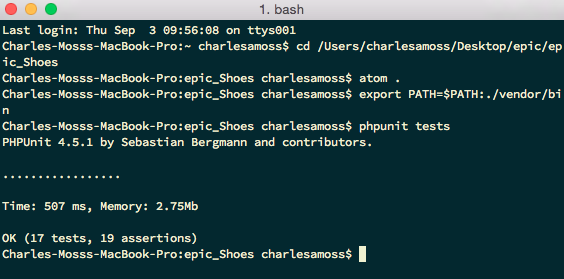 1. bash
Last login: Thu Sep  3 09:56:08 on ttys001
Charles-Mosss-MacBook-Pro:~ charlesamoss$ cd /Users/charlesamoss/Desktop/epic/ep
ic_Shoes
Charles-Mosss-MacBook-Pro:epic_Shoes charlesamoss$ atom .
Charles-Mosss-MacBook-Pro:epic_Shoes charlesamoss$ export PATH=$PATH:./vendor/bi
n
Charles-Mosss-MacBook-Pro:epic_Shoes charlesamoss$ phpunit tests
PHPUnit 4.5.1 by Sebastian Bergmann and contributors.
.................
Time: 507 ms, Memory: 2.75Mb
OK (17 tests, 19 assertions)
Charles-Mosss-MacBook-Pro:epic_Shoes charlesamoss$